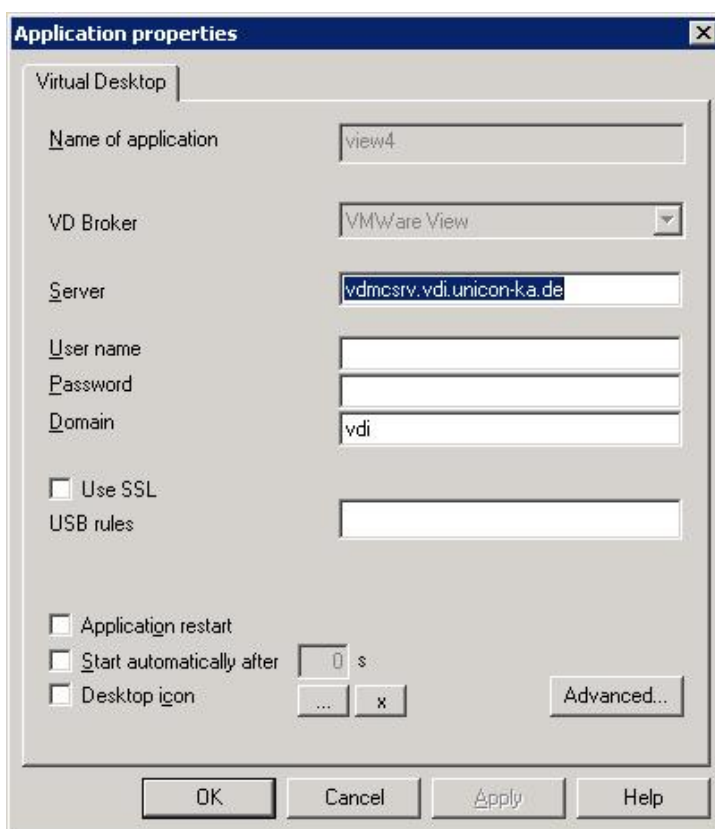 Application properties
Virtual Desktop
Name of application view4
VD Broker VMWare View
Server vdmcsrv.vdi.unicon-ka.de
User name
Password
Domain vdi
Use SSL
USB rules
Application restart
Start automatically after 0 s
Desktop icon ... x Advanced...
OK Cancel Apply Help